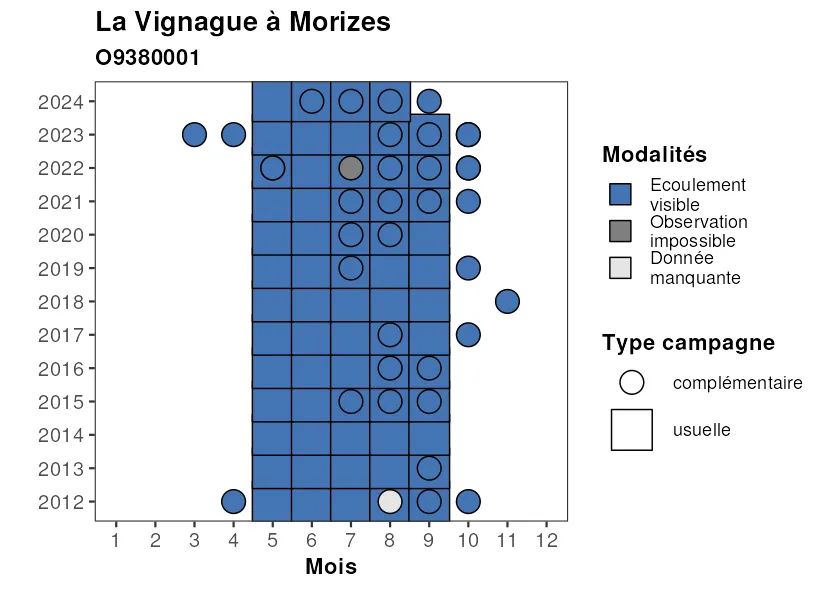 La Vignague à Morizes
O9380001
2024
2023
2022
2021
2020
2019
2018
2017
2016
2015
2014
2013
2012
1 2 3 4 5 6 7 8 9 10 11 12
Mois
Modalités
Ecoulement
visible
Observation
impossible
Donnée
manquante
Type campagne
complémentaire
usuelle